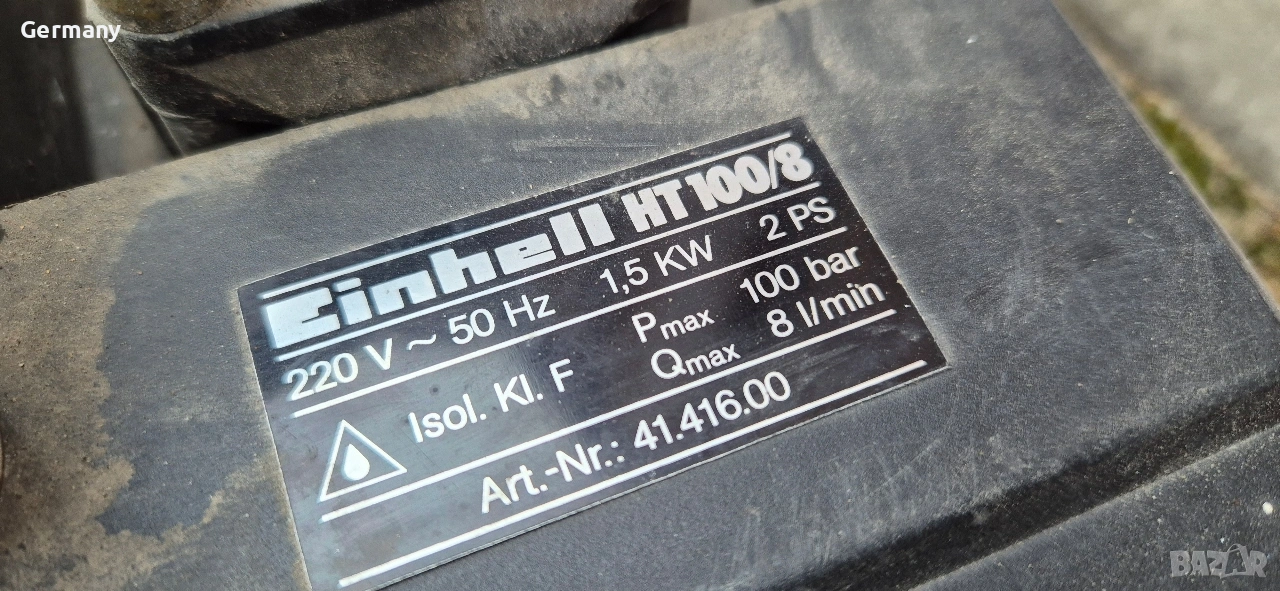 Germany
Einhell HT 100/8
220 V ~ 50 Hz 1,5 KW 2 PS
Isol. Kl. F Pmax 100 bar
Qmax 8 l/min
Art.-Nr.: 41.416.00
BAZAR